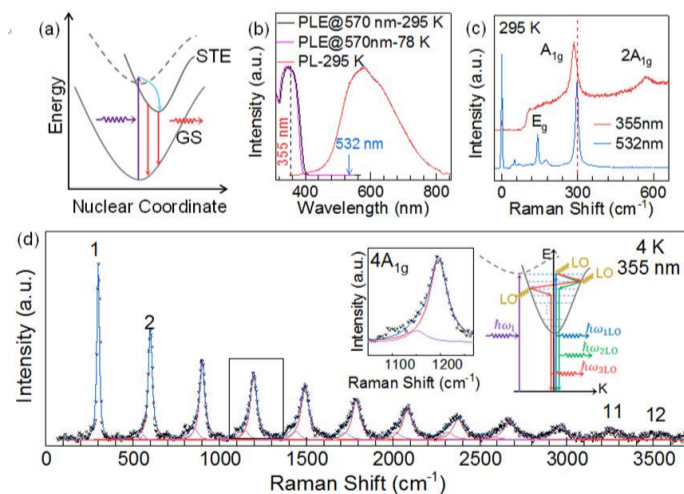 (a)
Energy
STE
GS
Nuclear Coordinate
(b)
PLE@570 nm-295 K
PLE@570nm-78 K
PL-295 K
Intensity (a.u.)
355 nm
532 nm
400 600 800
Wavelength (nm)
(c)
295 K
A1g
2A1g
Eg
355nm
532nm
Intensity (a.u.)
0 300 600
Raman Shift (cm-1)
(d)
1
2
11
12
Intensity (a.u.)
0 500 1000 1500 2000 2500 3000 3500
Raman Shift (cm-1)
4A1g
Intensity (a.u.)
1100 1200
Raman Shift (cm-1)
4 K
355 nm
E
LO
LO
LO
ħωi
ħω1LO
ħω2LO
ħω3LO
K